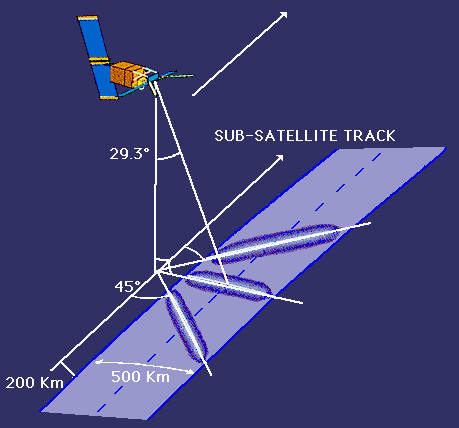 SUB-SATELLITE TRACK
29.3°
45°
500 Km
200 Km